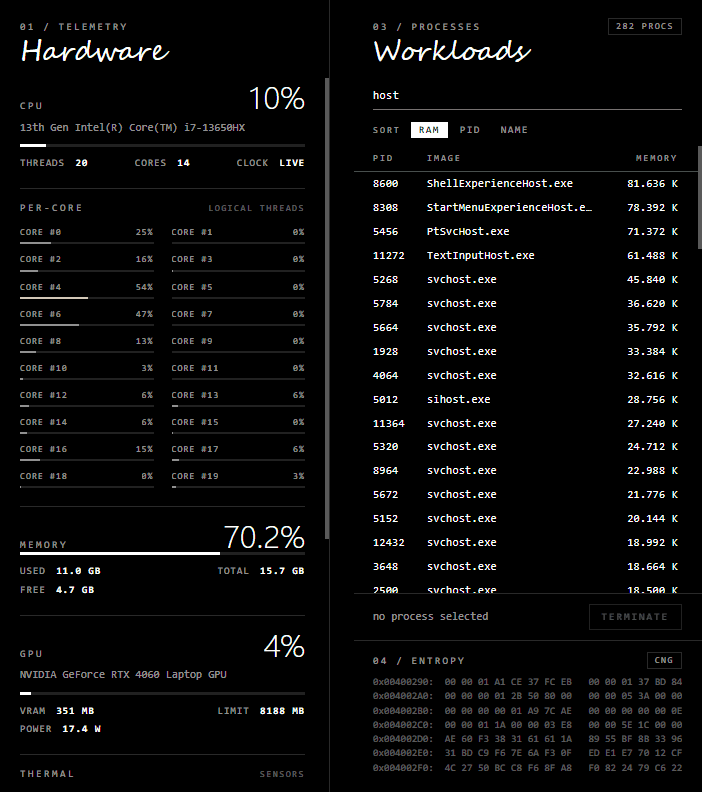 01 / TELEMETRY
Hardware
CPU
10%
13th Gen Intel(R) Core(TM) i7-13650HX
THREADS 20 CORES 14 CLOCK LIVE
PER-CORE LOGICAL THREADS
CORE #0 25% CORE #1 0%
CORE #2 16% CORE #3 0%
CORE #4 54% CORE #5 0%
CORE #6 47% CORE #7 0%
CORE #8 13% CORE #9 0%
CORE #10 3% CORE #11 0%
CORE #12 6% CORE #13 6%
CORE #14 6% CORE #15 0%
CORE #16 15% CORE #17 6%
CORE #18 0% CORE #19 3%
MEMORY 70.2%
USED 11.0 GB TOTAL 15.7 GB
FREE 4.7 GB
GPU 4%
NVIDIA GeForce RTX 4060 Laptop GPU
VRAM 351 MB LIMIT 8188 MB
POWER 17.4 W
THERMAL SENSORS
03 / PROCESSES 282 PROCS
Workloads
host
SORT RAM PID NAME
PID IMAGE MEMORY
8600 ShellExperienceHost.exe 81.636 K
8308 StartMenuExperienceHost.e… 78.392 K
5456 PtSvcHost.exe 71.372 K
11272 TextInputHost.exe 61.488 K
5268 svchost.exe 45.840 K
5784 svchost.exe 36.620 K
5664 svchost.exe 35.792 K
1928 svchost.exe 33.384 K
4064 svchost.exe 32.616 K
5012 sihost.exe 28.756 K
11364 svchost.exe 27.240 K
5320 svchost.exe 24.712 K
8964 svchost.exe 22.988 K
5672 svchost.exe 21.776 K
5152 svchost.exe 20.144 K
12432 svchost.exe 18.992 K
3648 svchost.exe 18.664 K
2500 svchost.exe 18.500 K
no process selected TERMINATE
04 / ENTROPY CNG
0x00400290: 00 00 01 A1 CE 37 FC EB 00 00 01 37 BD 84
0x004002A0: 00 00 00 01 2B 50 80 00 00 00 05 3A 00 00
0x004002B0: 00 00 00 00 01 A9 7C AE 00 00 00 00 00 0E
0x004002C0: 00 01 1A 00 00 03 E8 00 00 5E 1C 00 00
0x004002D0: AE 60 F3 38 31 61 61 1A 89 55 BF 8B 33 96
0x004002E0: 31 BD C9 F6 7E 6A F3 0F ED E1 E7 70 12 CF
0x004002F0: 4C 27 50 BC C8 F6 8F A8 F0 82 24 79 C6 22